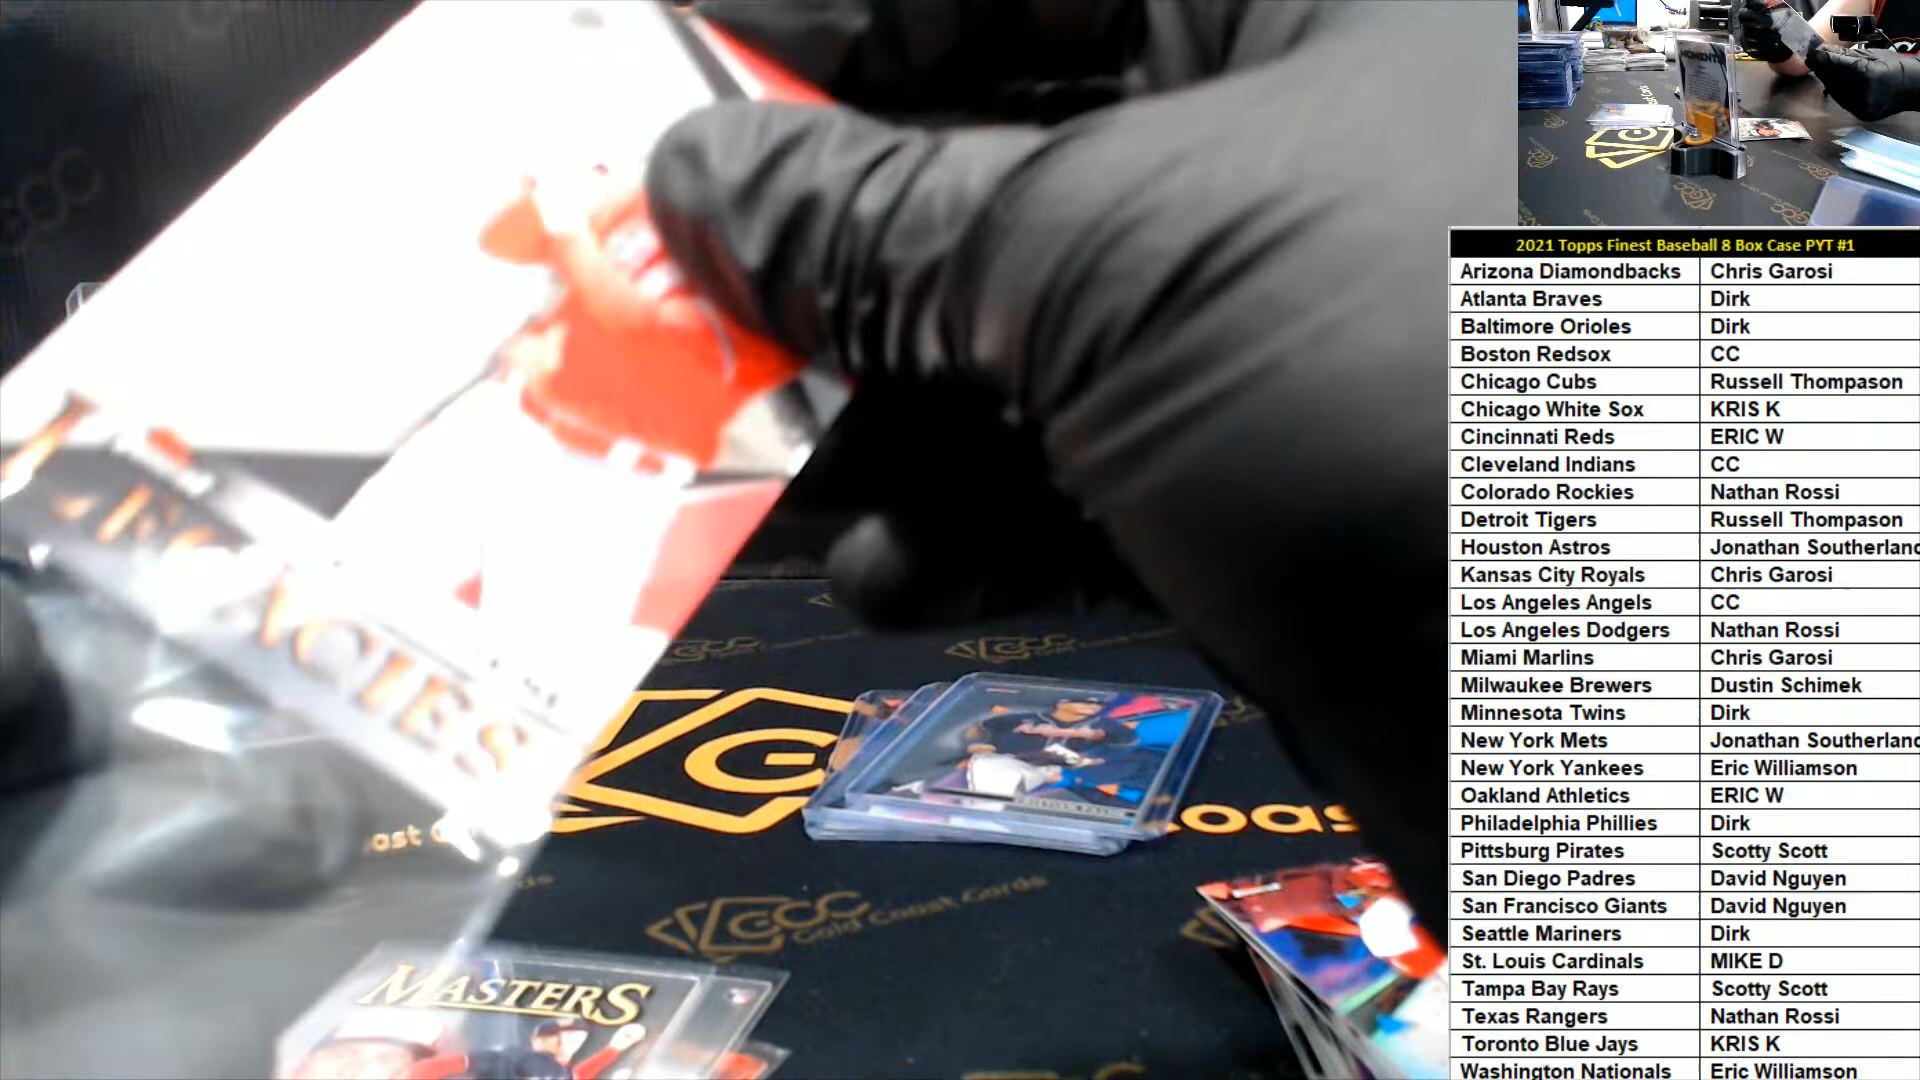 2021 Topps Finest Baseball 8 Box Case PYT #1
Arizona Diamondbacks Chris Garosi
Atlanta Braves Dirk
Baltimore Orioles Dirk
Boston Redsox CC
Chicago Cubs Russell Thompason
Chicago White Sox KRIS K
Cincinnati Reds ERIC W
Cleveland Indians CC
Colorado Rockies Nathan Rossi
Detroit Tigers Russell Thompason
Houston Astros Jonathan Southerland
Kansas City Royals Chris Garosi
Los Angeles Angels CC
Los Angeles Dodgers Nathan Rossi
Miami Marlins Chris Garosi
Milwaukee Brewers Dustin Schimek
Minnesota Twins Dirk
New York Mets Jonathan Southerland
New York Yankees Eric Williamson
Oakland Athletics ERIC W
Philadelphia Phillies Dirk
Pittsburg Pirates Scotty Scott
San Diego Padres David Nguyen
San Francisco Giants David Nguyen
Seattle Mariners Dirk
St. Louis Cardinals MIKE D
Tampa Bay Rays Scotty Scott
Texas Rangers Nathan Rossi
Toronto Blue Jays KRIS K
Washington Nationals Eric Williamson
GCC
Gold Coast Cards
MASTERS